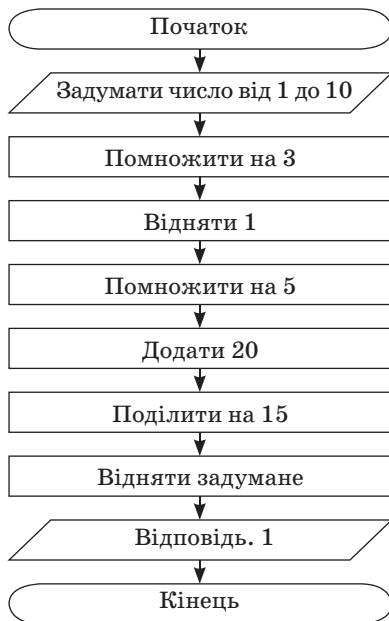 Початок
Задумати число від 1 до 10
Помножити на 3
Відняти 1
Помножити на 5
Додати 20
Поділити на 15
Відняти задумане
Відповідь. 1
Кінець